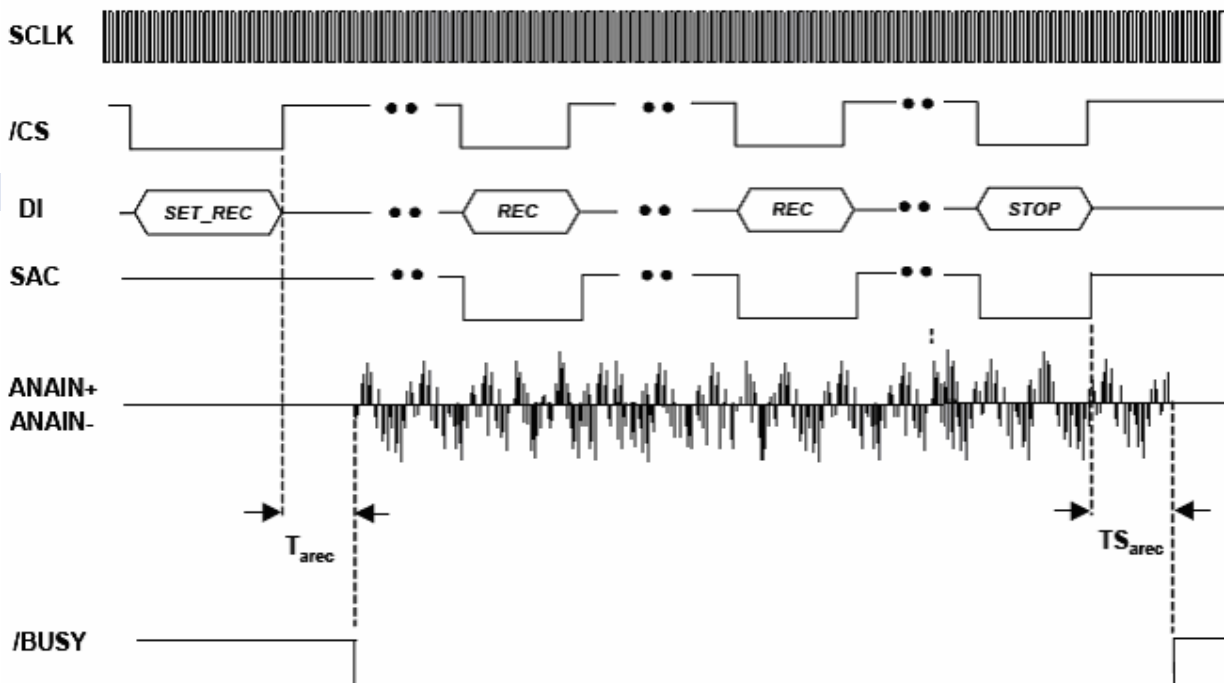 SCLK
/CS
DI
SET_REC
REC
REC
STOP
SAC
ANAIN+
ANAIN-
Tarec
TSarec
/BUSY